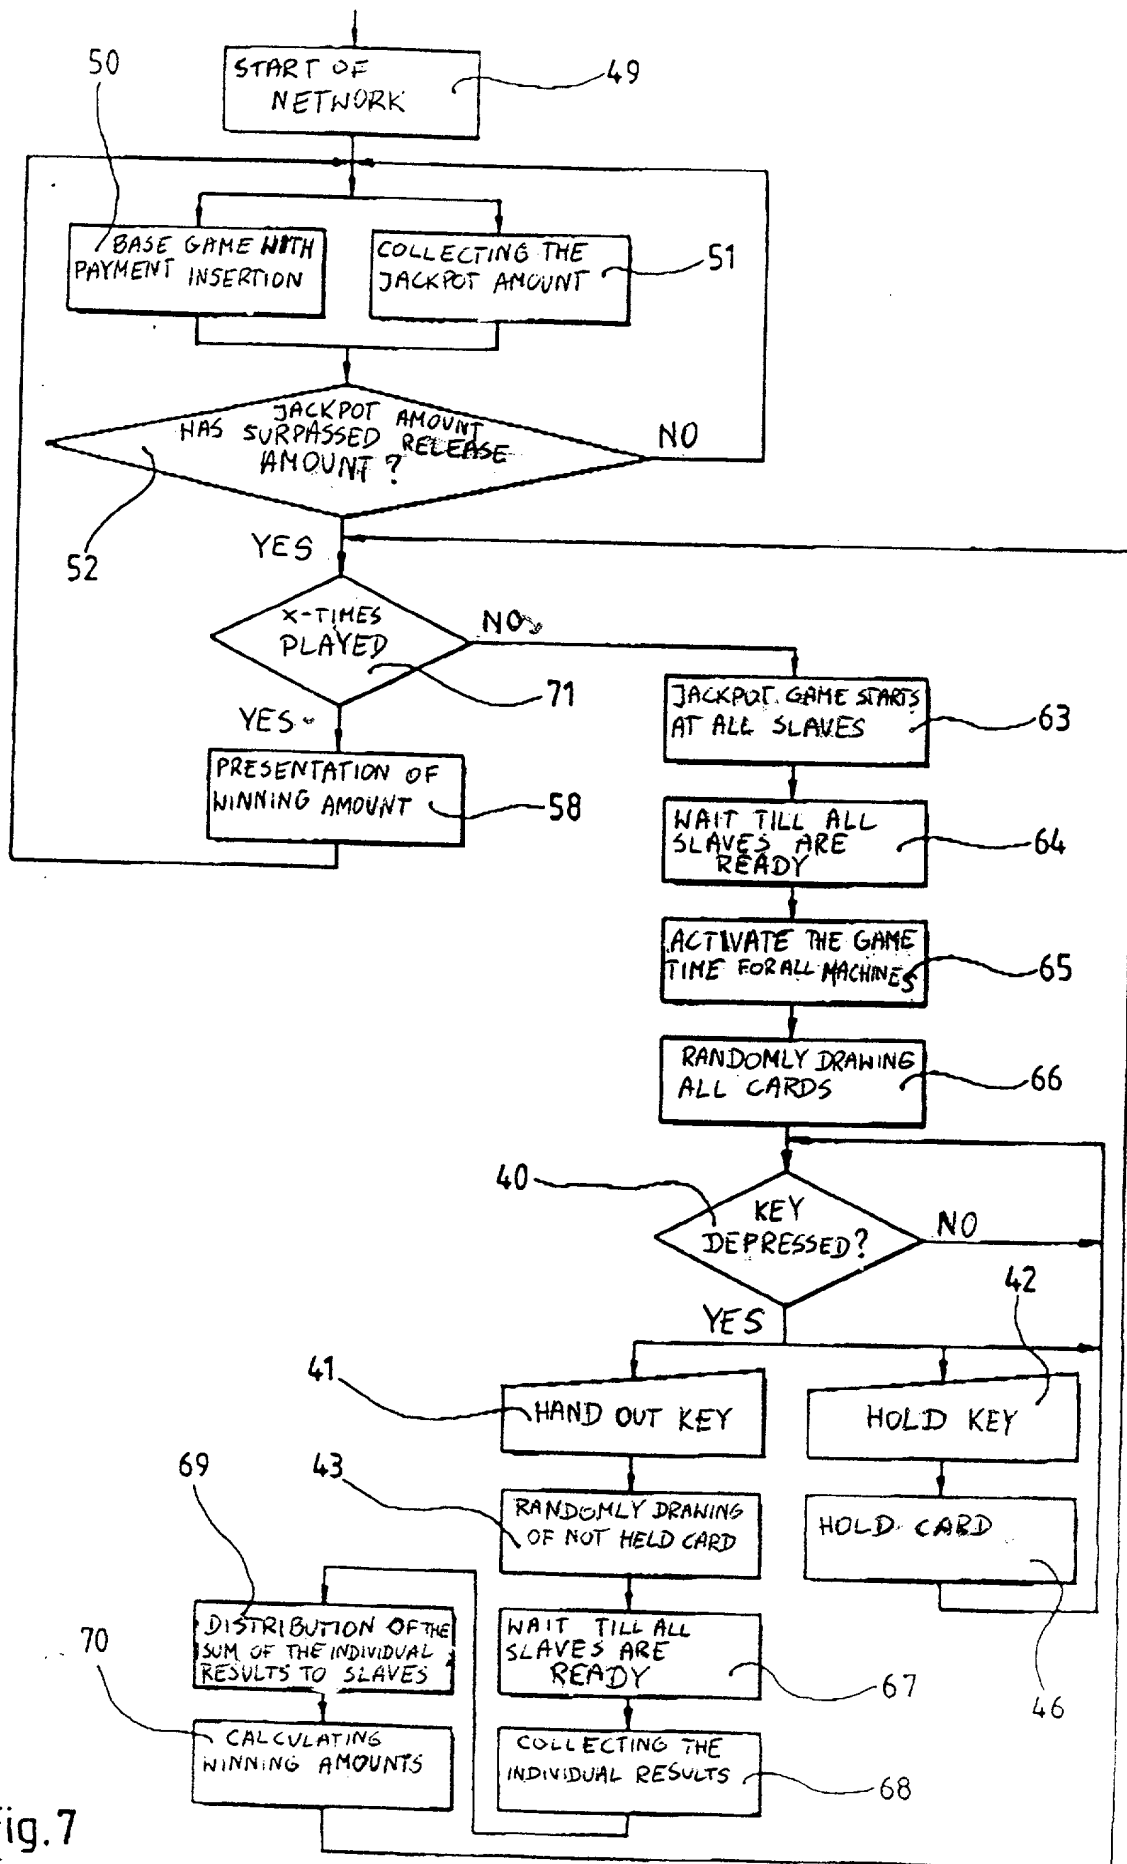 50
START OF
NETWORK
49
BASE GAME WITH
PAYMENT INSERTION
COLLECTING THE
JACKPOT AMOUNT
51
JACKPOT AMOUNT
HAS SURPASSED RELEASE
AMOUNT?
NO
52
YES
X-TIMES
PLAYED
NO
71
YES
PRESENTATION OF
WINNING AMOUNT
58
JACKPOT GAME STARTS
AT ALL SLAVES
63
WAIT TILL ALL
SLAVES ARE
READY
64
ACTIVATE THE GAME
TIME FOR ALL MACHINES
65
RANDOMLY DRAWING
ALL CARDS
66
40
KEY
DEPRESSED?
NO
YES
42
41
HAND OUT KEY
HOLD KEY
69
43
RANDOMLY DRAWING
OF NOT HELD CARD
HOLD CARD
46
70
DISTRIBUTION OF THE
SUM OF THE INDIVIDUAL
RESULTS TO SLAVES
WAIT TILL ALL
SLAVES ARE
READY
67
CALCULATING
WINNING AMOUNTS
COLLECTING THE
INDIVIDUAL RESULTS
68
Fig.7